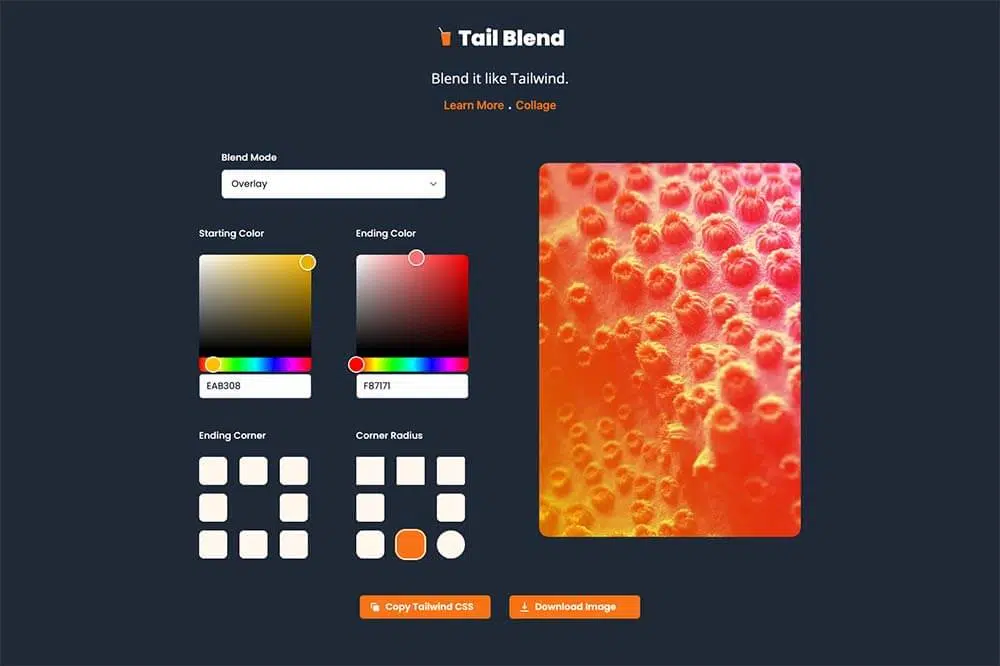 Tail Blend
Blend it like Tailwind.
Learn More . Collage
Blend Mode
Overlay
Starting Color
Ending Color
EAB308
F87171
Ending Corner
Corner Radius
Copy Tailwind CSS
Download Image